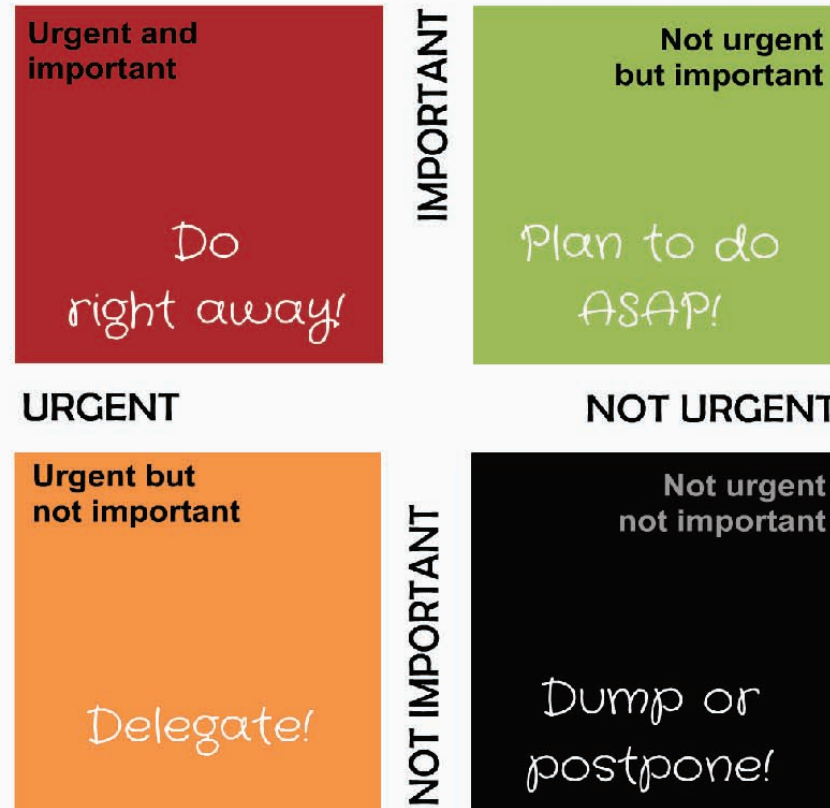 Urgent and
important
Do
right away!
IMPORTANT
Not urgent
but important
Plan to do
ASAP!
URGENT
NOT URGENT
Urgent but
not important
Delegate!
NOT IMPORTANT
Not urgent
not important
Dump or
postpone!